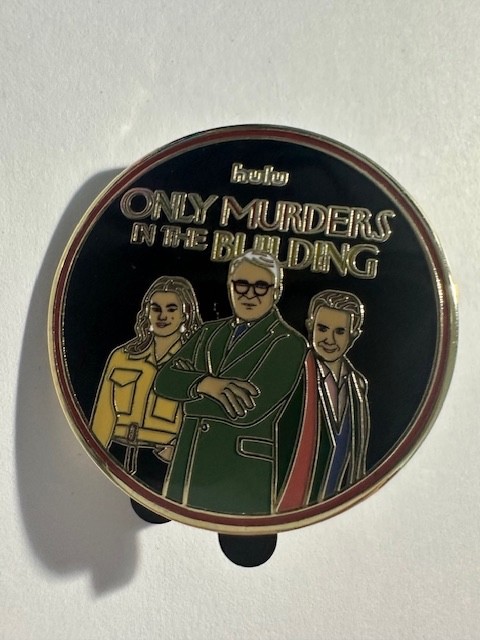 hulu
ONLY MURDERS
IN THE BUILDING